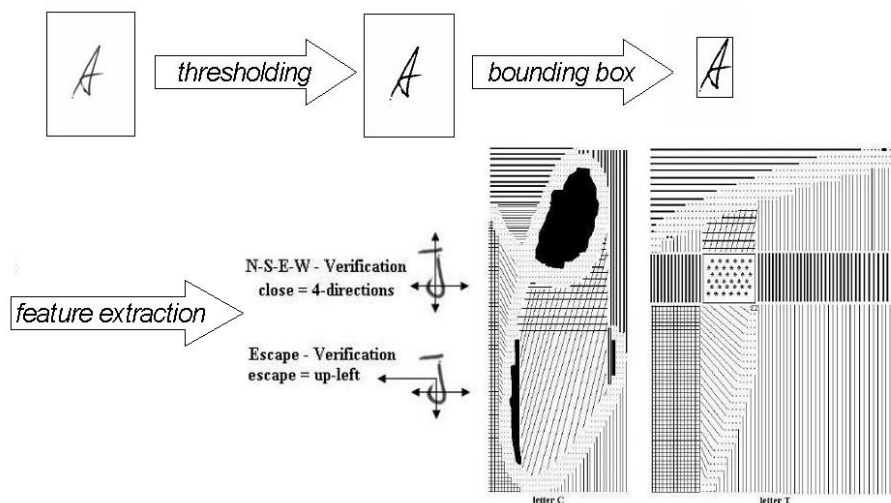 thresholding
bounding box
feature extraction
N-S-E-W - Verification
close = 4-directions
Escape - Verification
escape = up-left
letter C
letter T